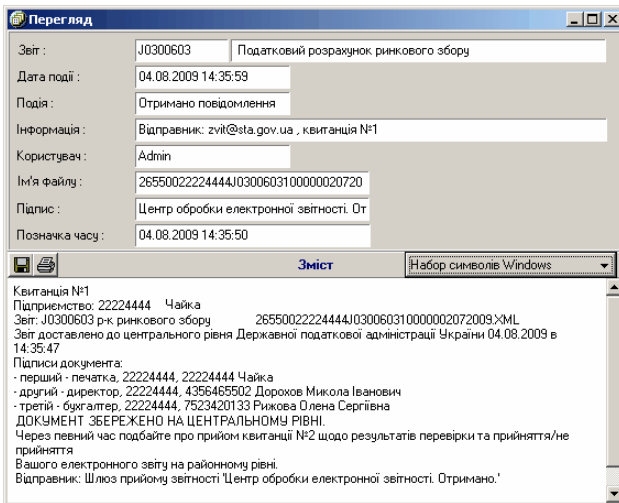 Перегляд
Звіт : J0300603 Податковий розрахунок ринкового збору
Дата події : 04.08.2009 14:35:59
Подія : Отримано повідомлення
Інформація : Відправник: zvit@sta.gov.ua , квитанція №1
Користувач : Admin
Ім'я файлу : 26550022224444J0300603100000020720
Підпис : Центр обробки електронної звітності. От
Позначка часу : 04.08.2009 14:35:50
Зміст Набор символів Windows
Квитанція №1
Підприємство: 22224444 Чайка
Звіт: J0300603 р-к ринкового збору 26550022224444J030060310000002072009.XML
Звіт доставлено до центрального рівня Державної податкової адміністрації України 04.08.2009 в
14:35:47
Підписи документа:
- перший - печатка, 22224444, 22224444 Чайка
- другий - директор, 22224444, 4356465502 Дорохов Микола Іванович
- третій - бухгалтер, 22224444, 7523420133 Рижова Олена Сергіївна
ДОКУМЕНТ ЗБЕРЕЖЕНО НА ЦЕНТРАЛЬНОМУ РІВНІ.
Через певний час подбайте про прийом квитанції №2 щодо результатів перевірки та прийняття/не
прийняття
Вашого електронного звіту на районному рівні.
Відправник: Шлюз прийому звітності 'Центр обробки електронної звітності. Отримано.'